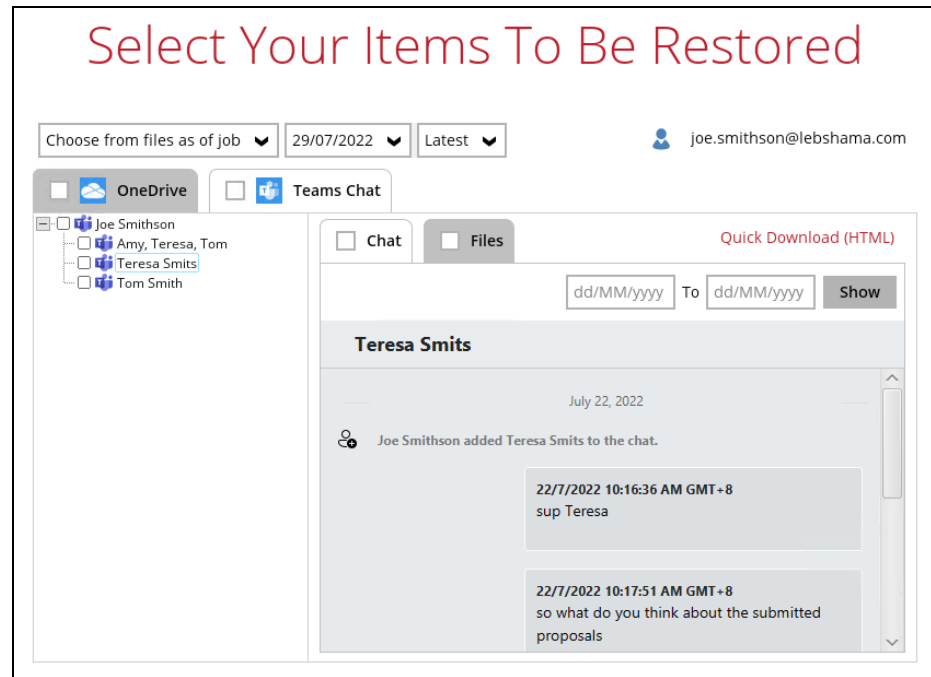 Select Your Items To Be Restored
Choose from files as of job 29/07/2022 Latest joe.smithson@lebshama.com
OneDrive Teams Chat
Joe Smithson
Amy, Teresa, Tom
Teresa Smits
Tom Smith
Chat Files Quick Download (HTML)
dd/MM/yyyy To dd/MM/yyyy Show
Teresa Smits
July 22, 2022
Joe Smithson added Teresa Smits to the chat.
22/7/2022 10:16:36 AM GMT+8
sup Teresa
22/7/2022 10:17:51 AM GMT+8
so what do you think about the submitted
proposals